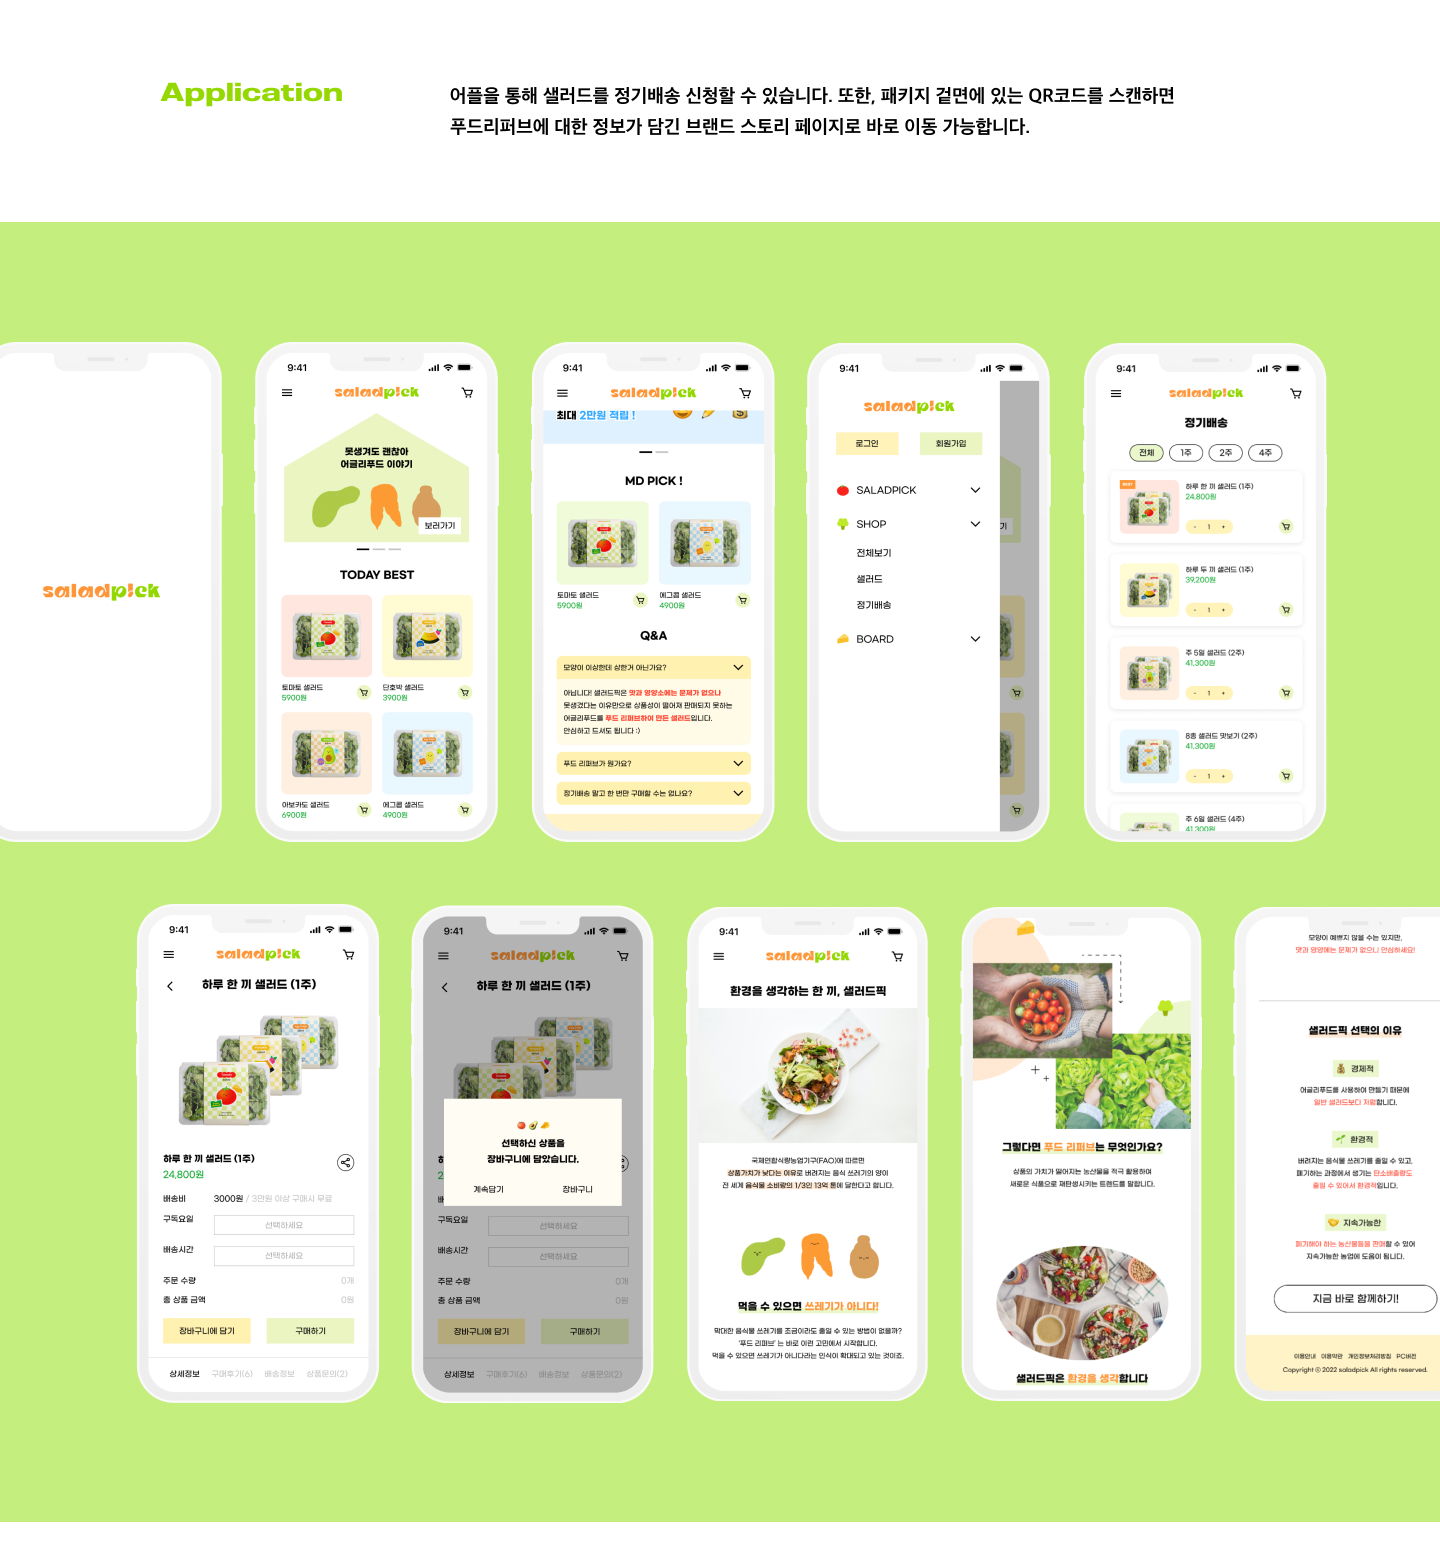 Application
어플을 통해 샐러드를 정기배송 신청할 수 있습니다. 또한, 패키지 겉면에 있는 QR코드를 스캔하면
푸드리퍼브에 대한 정보가 담긴 브랜드 스토리 페이지로 바로 이동 가능합니다.
saladpick
9:41
saladpick
못생겨도 괜찮아
어글리푸드 이야기
보러가기
TODAY BEST
토마토 샐러드
5900원
단호박 샐러드
3900원
아보카도 샐러드
6900원
에그콥 샐러드
4900원
9:41
saladpick
최대 2만원 적립 !
MD PICK !
토마토 샐러드
5900원
에그콥 샐러드
4900원
Q&A
모양이 이상한데 상한거 아닌가요?
아닙니다! 샐러드픽은 맛과 영양소에는 문제가 없으나
못생겼다는 이유만으로 상품성이 떨어져 판매되지 못하는
어글리푸드를 푸드 리퍼브하여 만든 샐러드입니다.
안심하고 드셔도 됩니다 :)
푸드 리퍼브가 뭔가요?
정기배송 말고 한 번만 구매할 수는 없나요?
9:41
saladpick
로그인
회원가입
SALADPICK
SHOP
전체보기
샐러드
정기배송
BOARD
기
9:41
saladpick
정기배송
전체
1주
2주
4주
BEST
하루 한 끼 샐러드 (1주)
24,800원
- 1 +
하루 두 끼 샐러드 (1주)
39,200원
- 1 +
주 5일 샐러드 (2주)
41,300원
- 1 +
8종 샐러드 맛보기 (2주)
41,300원
- 1 +
주 6일 샐러드 (4주)
41,300원
9:41
saladpick
하루 한 끼 샐러드 (1주)
하루 한 끼 샐러드 (1주)
24,800원
배송비
3000원 / 3만원 이상 구매시 무료
구독요일
선택하세요
배송시간
선택하세요
주문 수량
0개
총 상품 금액
0원
장바구니에 담기
구매하기
상세정보
구매후기(6)
배송정보
상품문의(2)
9:41
saladpick
하루 한 끼 샐러드 (1주)
선택하신 상품을
장바구니에 담았습니다.
계속담기
장바구니
구독요일
선택하세요
배송시간
선택하세요
주문 수량
0개
총 상품 금액
0원
장바구니에 담기
구매하기
상세정보
구매후기(6)
배송정보
상품문의(2)
9:41
saladpick
환경을 생각하는 한 끼, 샐러드픽
국제연합식량농업기구(FAO)에 따르면
상품가치가 낮다는 이유로 버려지는 음식 쓰레기의 양이
전 세계 음식물 소비량의 1/3인 13억 톤에 달한다고 합니다.
먹을 수 있으면 쓰레기가 아니다!
막대한 음식물 쓰레기를 조금이라도 줄일 수 있는 방법이 없을까?
'푸드 리퍼브' 는 바로 이런 고민에서 시작합니다.
먹을 수 있으면 쓰레기가 아니다라는 인식이 확대되고 있는 것이죠.
그렇다면 푸드 리퍼브는 무엇인가요?
상품의 가치가 떨어지는 농산물을 적극 활용하여
새로운 식품으로 재탄생시키는 트렌드를 말합니다.
샐러드픽은 환경을 생각합니다
모양이 예쁘지 않을 수는 있지만,
맛과 영양에는 문제가 없으니 안심하세요!
샐러드픽 선택의 이유
경제적
어글리푸드를 사용하여 만들기 때문에
일반 샐러드보다 저렴합니다.
환경적
버려지는 음식물 쓰레기를 줄일 수 있고,
폐기하는 과정에서 생기는 탄소배출량도
줄일 수 있어서 환경적입니다.
지속가능한
폐기해야 하는 농산물들을 판매할 수 있어
지속가능한 농업에 도움이 됩니다.
지금 바로 함께하기!
이용안내 이용약관 개인정보처리방침 PC버전
Copyright © 2022 saladpick All rights reserved.